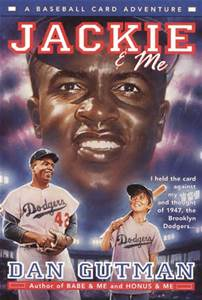 A BASEBALL CARD ADVENTURE
JACKIE
& Me
I held the card
against my chest
and thought
of 1947, the
Brooklyn
Dodgers...
Dodgers
42
Dodgers
DAN GUTMAN
Author of BABE & ME and HONUS & ME